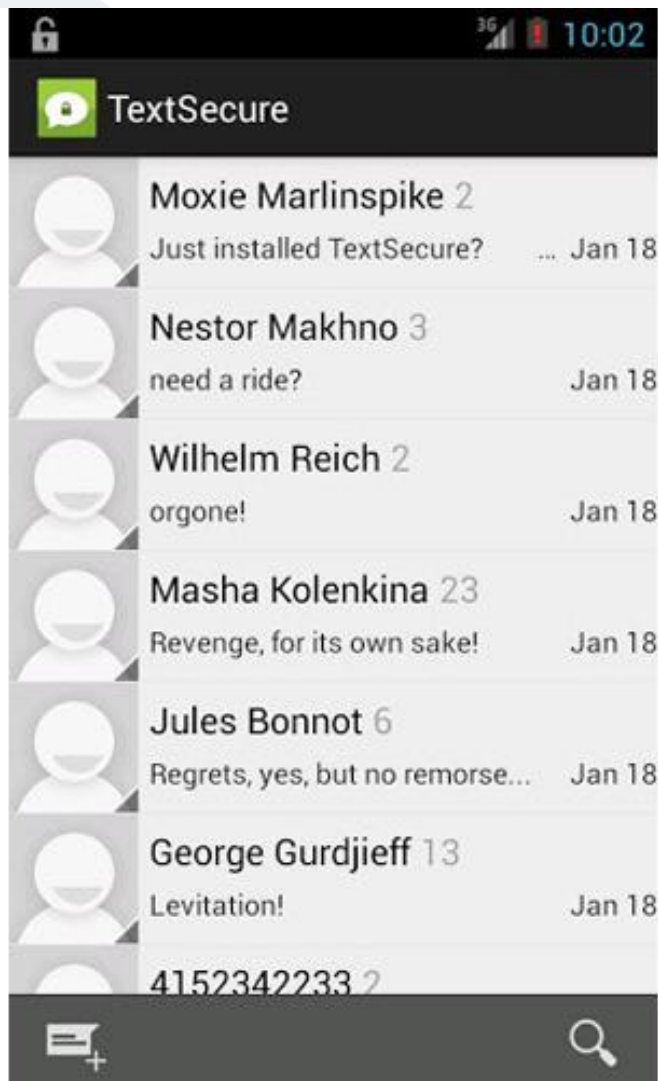 3G 10:02
TextSecure
Moxie Marlinspike 2
Just installed TextSecure? ... Jan 18
Nestor Makhno 3
need a ride? Jan 18
Wilhelm Reich 2
orgone! Jan 18
Masha Kolenkina 23
Revenge, for its own sake! Jan 18
Jules Bonnot 6
Regrets, yes, but no remorse... Jan 18
George Gurdjieff 13
Levitation! Jan 18
4152342233 2